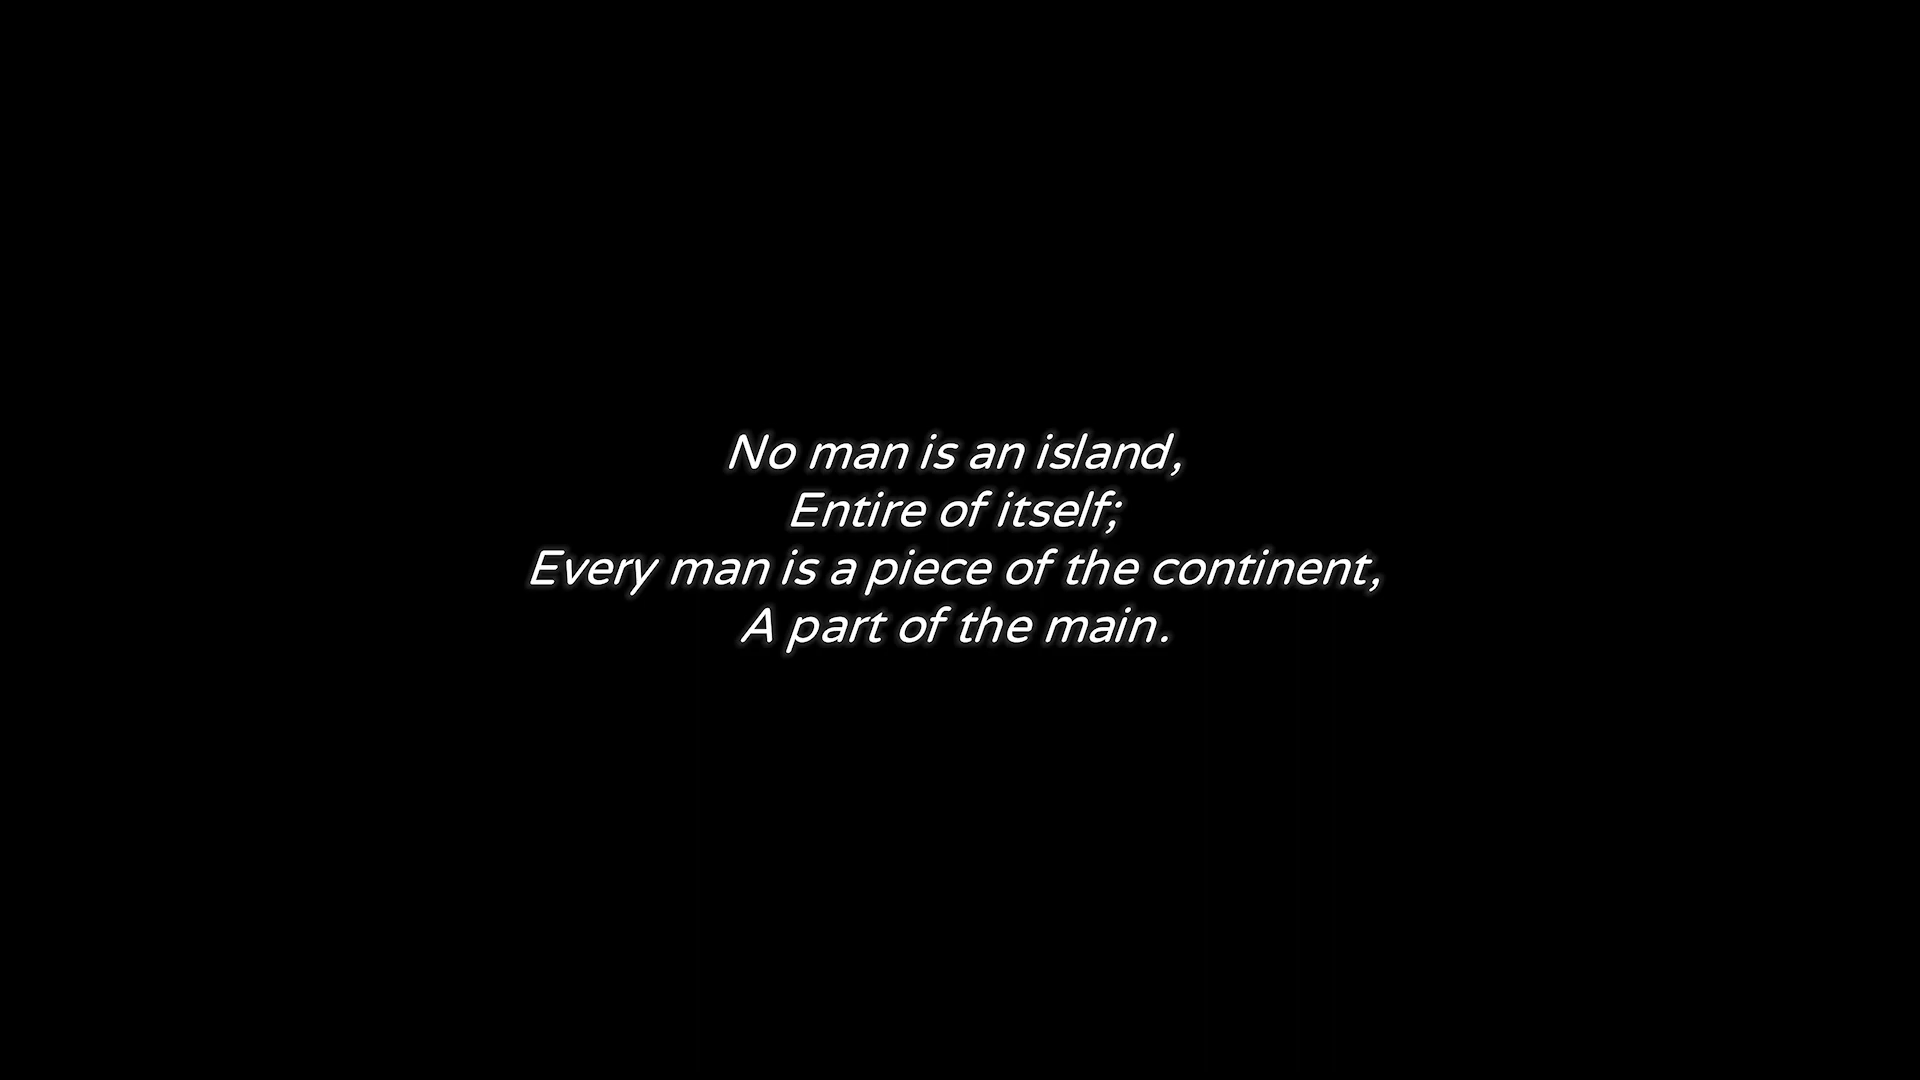 No man is an island,
Entire of itself;
Every man is a piece of the continent,
A part of the main.